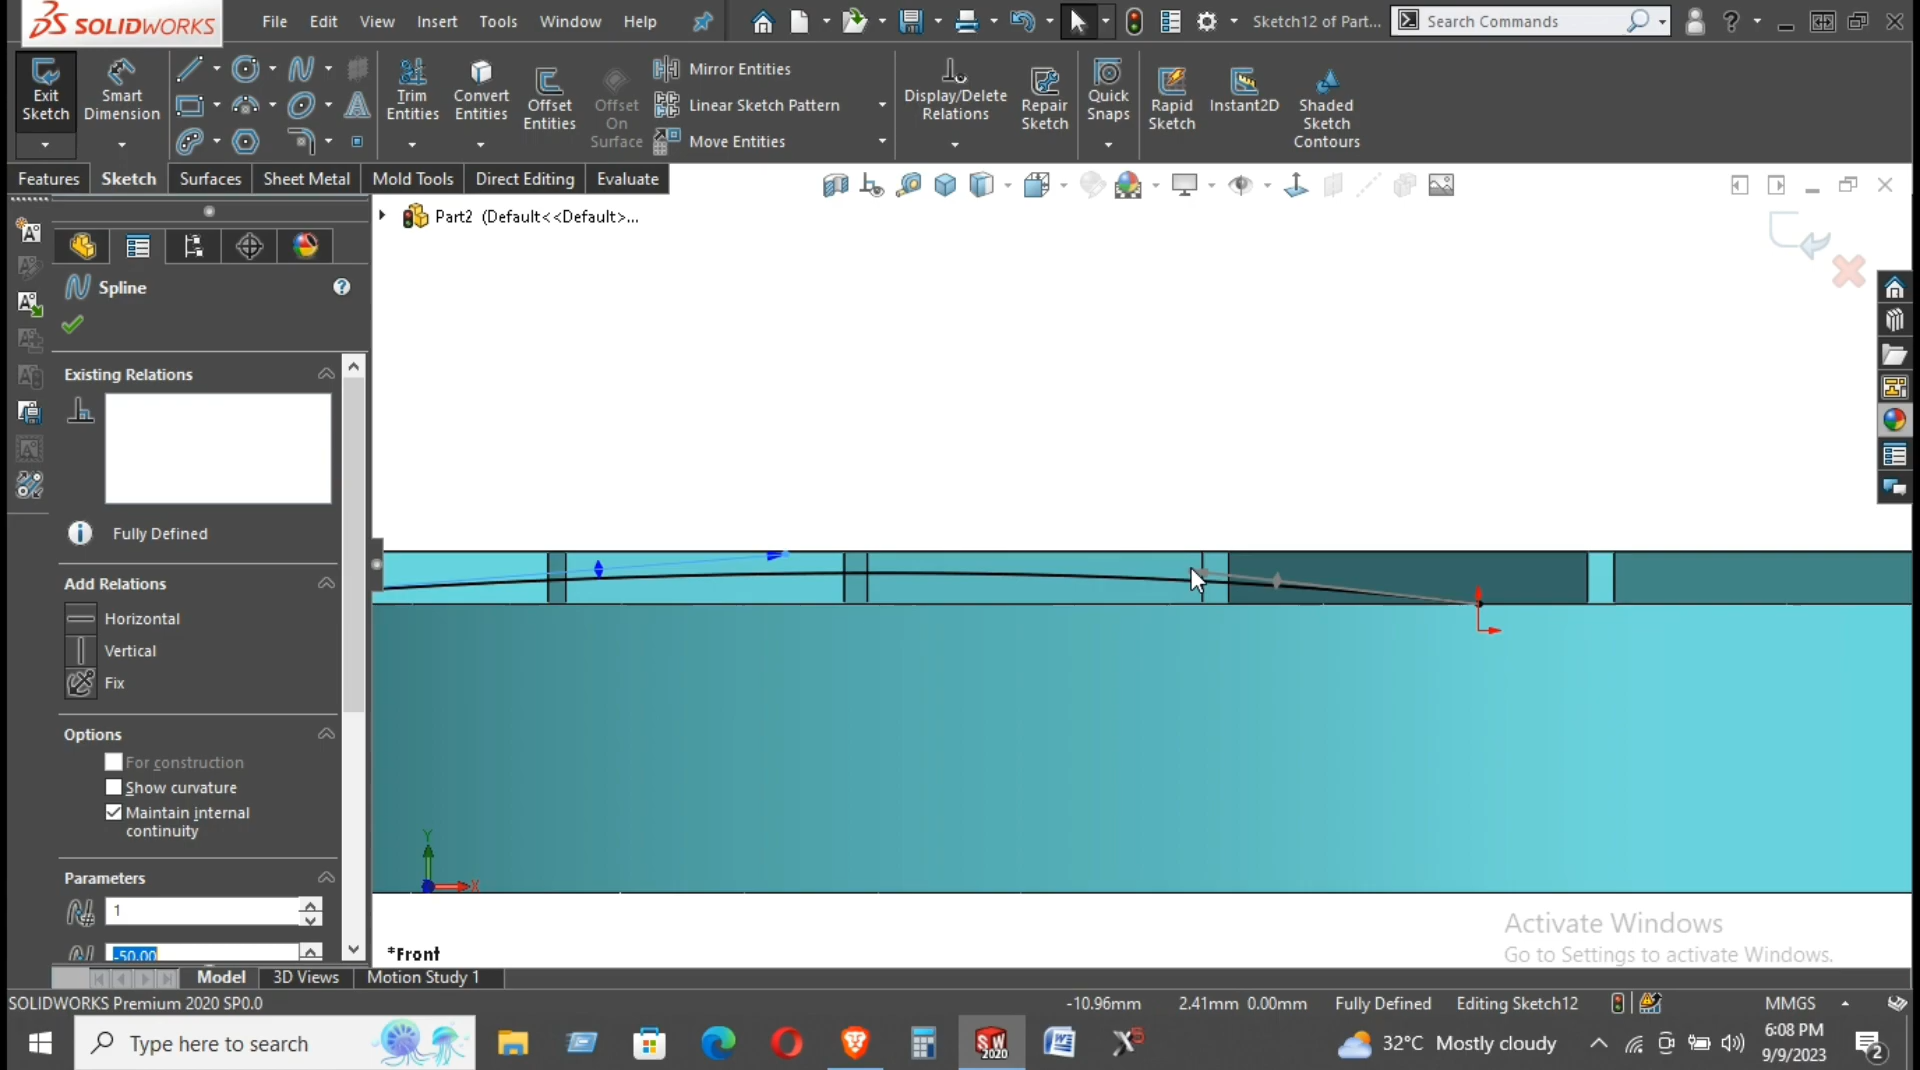 SOLIDWORKS File Edit View Insert Tools Window Help Sketch12 of Part... Search Commands ?
Exit Sketch
Smart Dimension
Trim Entities
Convert Entities
Offset Entities
Offset On Surface
Mirror Entities
Linear Sketch Pattern
Move Entities
Display/Delete Relations
Repair Sketch
Quick Snaps
Rapid Sketch
Instant2D
Shaded Sketch Contours
Features Sketch Surfaces Sheet Metal Mold Tools Direct Editing Evaluate
Part2 (Default<<Default>...
Spline
Existing Relations
Fully Defined
Add Relations
Horizontal
Vertical
Fix
Options
For construction
Show curvature
Maintain internal
continuity
Parameters
1
-50.00
Y
X
*Front
Activate Windows
Go to Settings to activate Windows.
Model 3D Views Motion Study 1
SOLIDWORKS Premium 2020 SP0.0 -10.96mm 2.41mm 0.00mm Fully Defined Editing Sketch12 MMGS
Type here to search
SW 2020
32°C Mostly cloudy
6:08 PM
9/9/2023
2